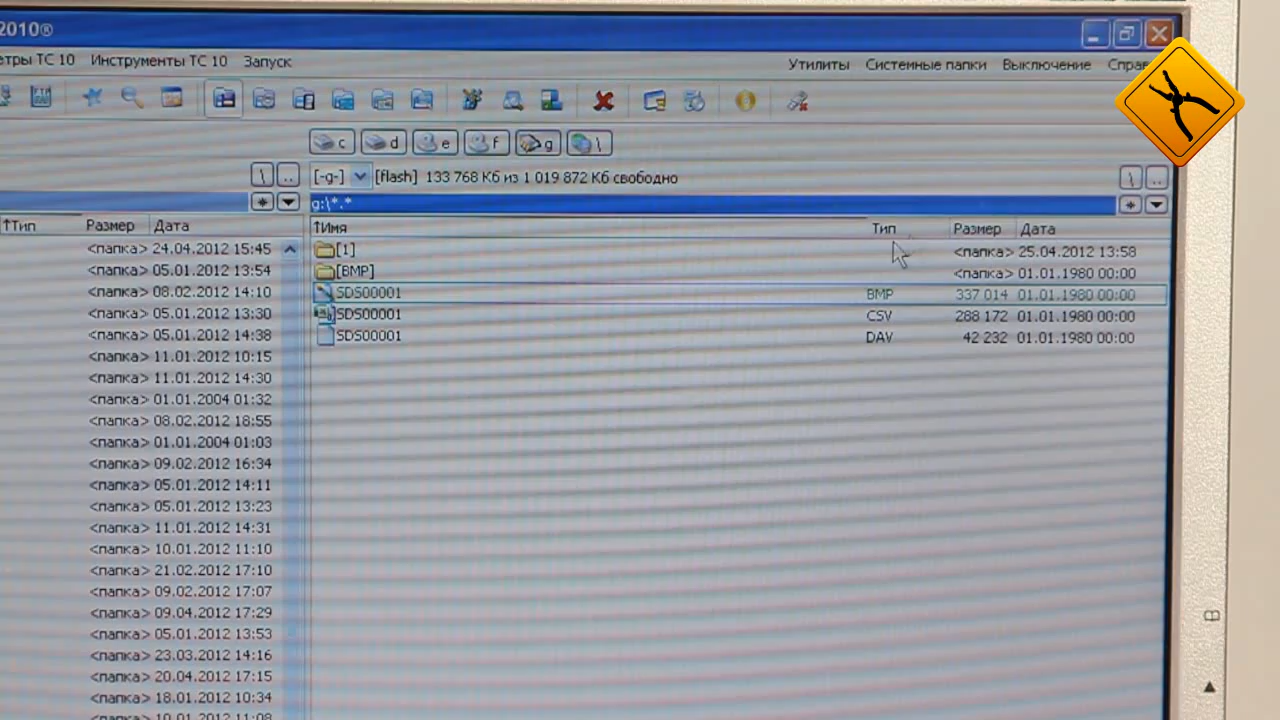 2010®
етры TC 10 Инструменты TC 10 Запуск Утилиты Системные папки Выключение Справ
c d e f g \
\ .. [-g-] [flash] 133 768 Кб из 1 019 872 Кб свободно \ ..
* g:\*.* *
↑Тип Размер Дата ↑Имя Тип Размер Дата
<папка> 24.04.2012 15:45 [1] <папка> 25.04.2012 13:58
<папка> 05.01.2012 13:54 [BMP] <папка> 01.01.1980 00:00
<папка> 08.02.2012 14:10 SDS00001 BMP 337 014 01.01.1980 00:00
<папка> 05.01.2012 13:30 SDS00001 CSV 288 172 01.01.1980 00:00
<папка> 05.01.2012 14:38 SDS00001 DAV 42 232 01.01.1980 00:00
<папка> 11.01.2012 10:15
<папка> 11.01.2012 14:30
<папка> 01.01.2004 01:32
<папка> 08.02.2012 18:55
<папка> 01.01.2004 01:03
<папка> 09.02.2012 16:34
<папка> 05.01.2012 14:11
<папка> 05.01.2012 13:23
<папка> 11.01.2012 14:31
<папка> 10.01.2012 11:10
<папка> 21.02.2012 17:10
<папка> 09.02.2012 17:07
<папка> 09.04.2012 17:29
<папка> 05.01.2012 13:53
<папка> 23.03.2012 14:16
<папка> 20.04.2012 17:15
<папка> 18.01.2012 10:34
<папка> 10.01.2012 11:08